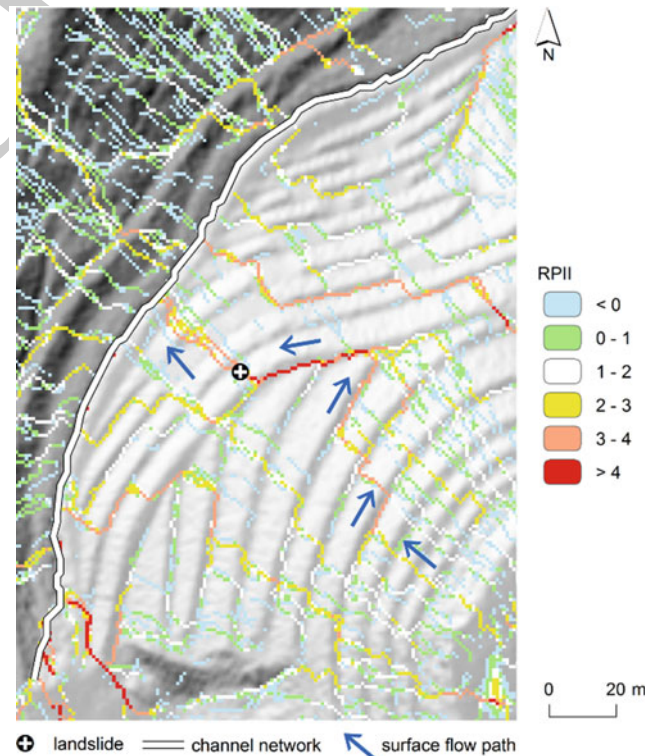 N
RPII
< 0
0 - 1
1 - 2
2 - 3
3 - 4
> 4
0 20 m
landslide channel network surface flow path